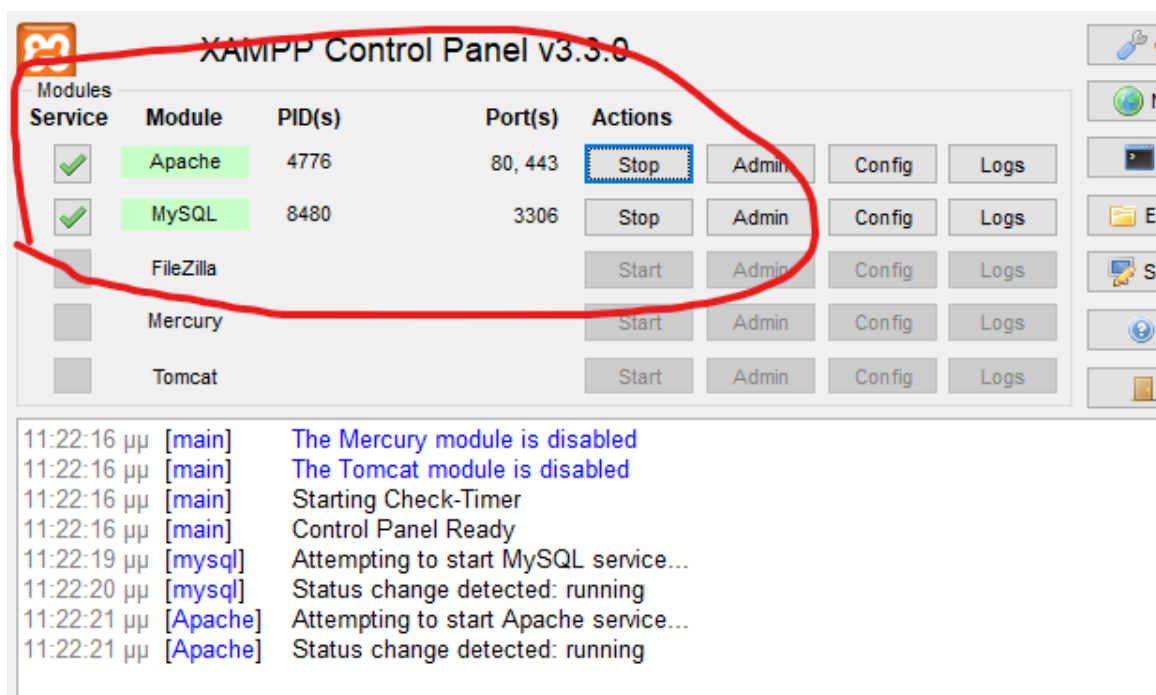 XAMPP Control Panel v3.3.0
Modules
Service Module PID(s) Port(s) Actions
Apache 4776 80, 443 Stop Admin Config Logs
MySQL 8480 3306 Stop Admin Config Logs
FileZilla Start Admin Config Logs
Mercury Start Admin Config Logs
Tomcat Start Admin Config Logs
11:22:16 μμ [main] The Mercury module is disabled
11:22:16 μμ [main] The Tomcat module is disabled
11:22:16 μμ [main] Starting Check-Timer
11:22:16 μμ [main] Control Panel Ready
11:22:19 μμ [mysql] Attempting to start MySQL service...
11:22:20 μμ [mysql] Status change detected: running
11:22:21 μμ [Apache] Attempting to start Apache service...
11:22:21 μμ [Apache] Status change detected: running